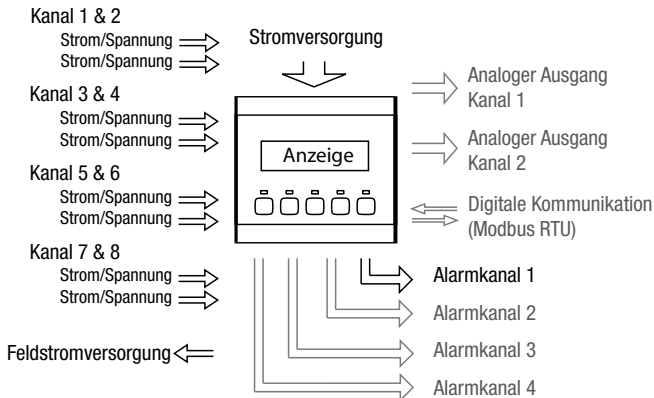 Kanal 1 & 2
Strom/Spannung
Strom/Spannung
Kanal 3 & 4
Strom/Spannung
Strom/Spannung
Kanal 5 & 6
Strom/Spannung
Strom/Spannung
Kanal 7 & 8
Strom/Spannung
Strom/Spannung
Feldstromversorgung
Stromversorgung
Anzeige
Analoger Ausgang
Kanal 1
Analoger Ausgang
Kanal 2
Digitale Kommunikation
(Modbus RTU)
Alarmkanal 1
Alarmkanal 2
Alarmkanal 3
Alarmkanal 4